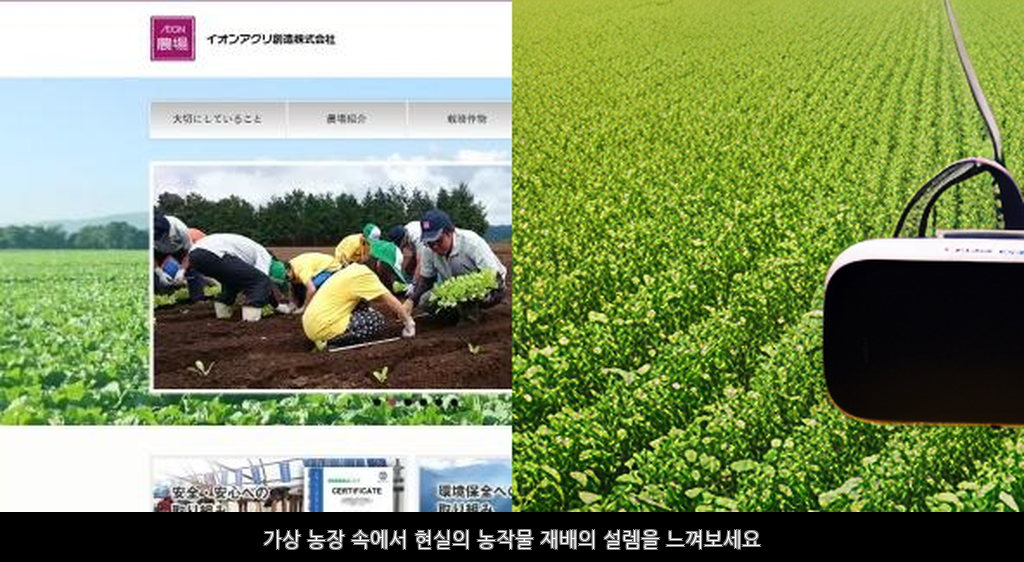 ÆON
農場
イオンアグリ創造株式会社
大切にしていること
農場紹介
栽培作物
安全・安心への
取り組み
CERTIFICATE
環境保全へ
取り組み
가상 농장 속에서 현실의 농작물 재배의 설렘을 느껴보세요